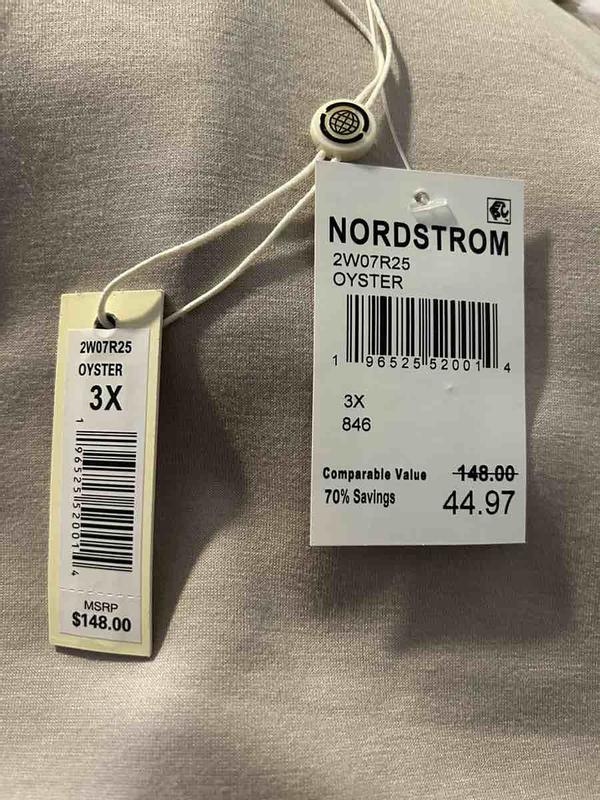 NORDSTROM
2W07R25
OYSTER
1 96525 52001 4
3X
846
Comparable Value 148.00
70% Savings 44.97
2W07R25
OYSTER
3X
1 96525 52001 4
MSRP
$148.00